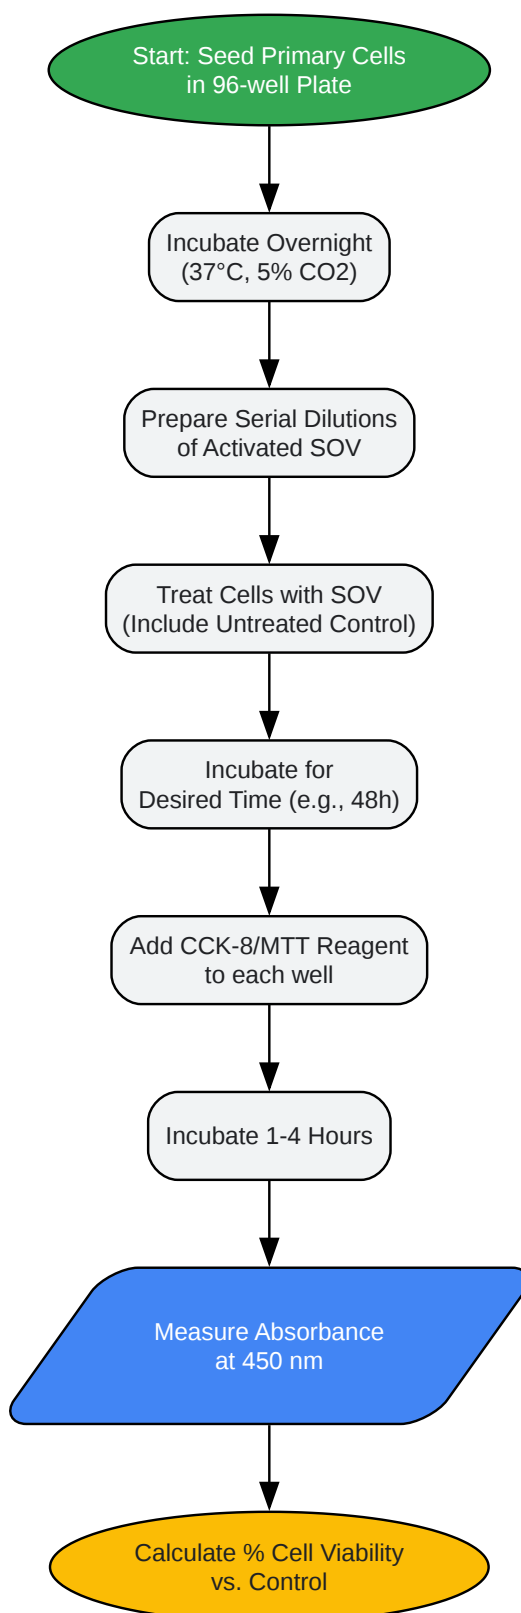 Start: Seed Primary Cells
in 96-well Plate
Incubate Overnight
(37°C, 5% CO2)
Prepare Serial Dilutions
of Activated SOV
Treat Cells with SOV
(Include Untreated Control)
Incubate for
Desired Time (e.g., 48h)
Add CCK-8/MTT Reagent
to each well
Incubate 1-4 Hours
Measure Absorbance
at 450 nm
Calculate % Cell Viability
vs. Control